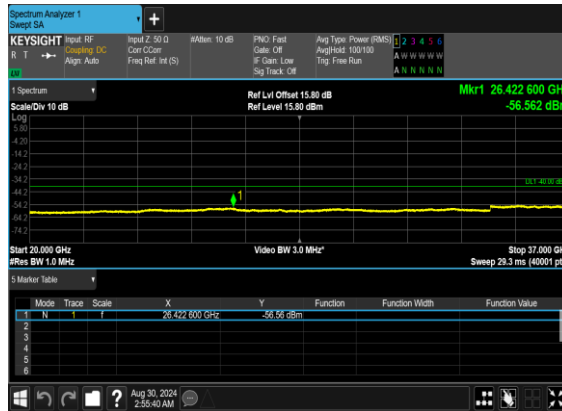 Spectrum Analyzer 1
Swept SA
KEYSIGHT Input: RF Input Z: 50 Ω #Atten: 10 dB PNO: Fast Avg Type: Power (RMS) 1 2 3 4 5 6
R T Coupling: DC Corr CCorr Gate: Off Avg|Hold: 100/100 A W W W W W
Align: Auto Freq Ref: Int (S) IF Gain: Low Trig: Free Run
LW Sig Track: Off A N N N N N
1 Spectrum Ref Lvl Offset 15.80 dB Mkr1 26.422 600 GH
Scale/Div 10 dB Ref Level 15.80 dBm -56.562 dB
Log
5.80
-4.20
-14.2
-24.2
-34.2 DL1 -40.00 dB
-44.2 1
-54.2
-64.2
-74.2
Start 20.000 GHz Video BW 3.0 MHz* Stop 37.000 G
#Res BW 1.0 MHz Sweep 29.3 ms (40001 pt
5 Marker Table
Mode Trace Scale X Y Function Function Width Function Value
1 N 1 f 26.422 600 GHz -56.56 dBm
2
3
4
5
6
? Aug 30, 2024
2:55:40 AM